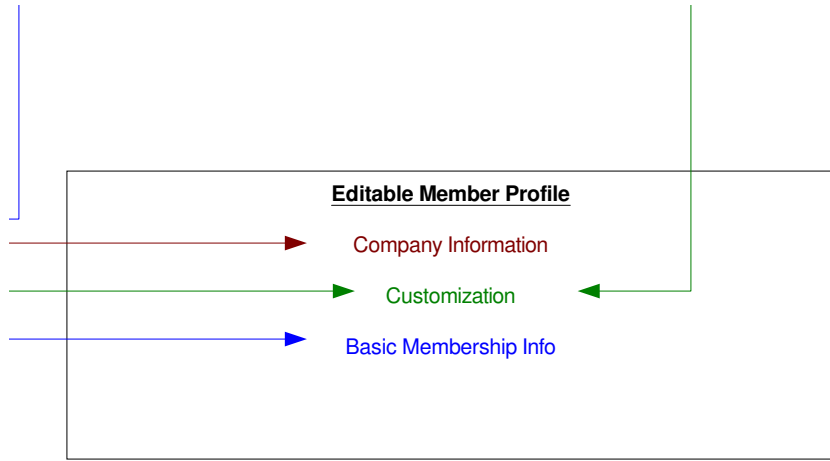 Editable Member Profile
Company Information
Customization
Basic Membership Info